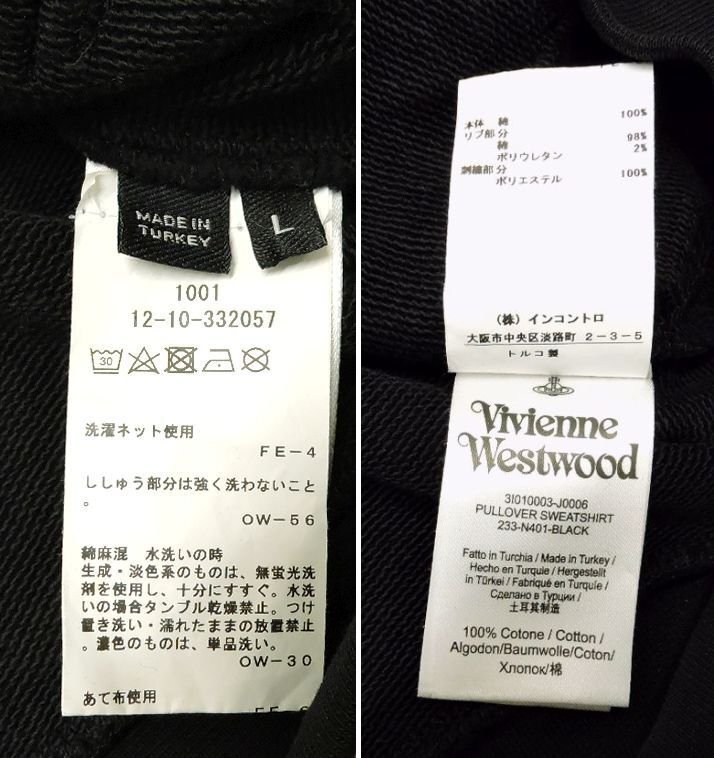 MADE IN
TURKEY
L
1001
12-10-332057
30
洗濯ネット使用
FE-4
ししゅう部分は強く洗わないこと
。
OW-56
綿麻混 水洗いの時
生成・淡色系のものは、無蛍光洗
剤を使用し、十分にすすぐ。水洗
いの場合タンブル乾燥禁止。つけ
置き洗い・濡れたままの放置禁止
。濃色のものは、単品洗い。
OW-30
あて布使用
本体 綿 100%
リブ部分
綿 98%
ポリウレタン 2%
刺繍部分
ポリエステル 100%
(株) インコントロ
大阪市中央区淡路町 2-3-5
トルコ製
Vivienne
Westwood
3I010003-J0006
PULLOVER SWEATSHIRT
233-N401-BLACK
Fatto in Turchia / Made in Turkey /
Hecho en Turquie / Hergestellt
in Türkei / Fabriqué en Turquie/
Сделано в Турции /
土耳其制造
100% Cotone / Cotton /
Algodon/Baumwolle/Coton/
Хлопок/棉